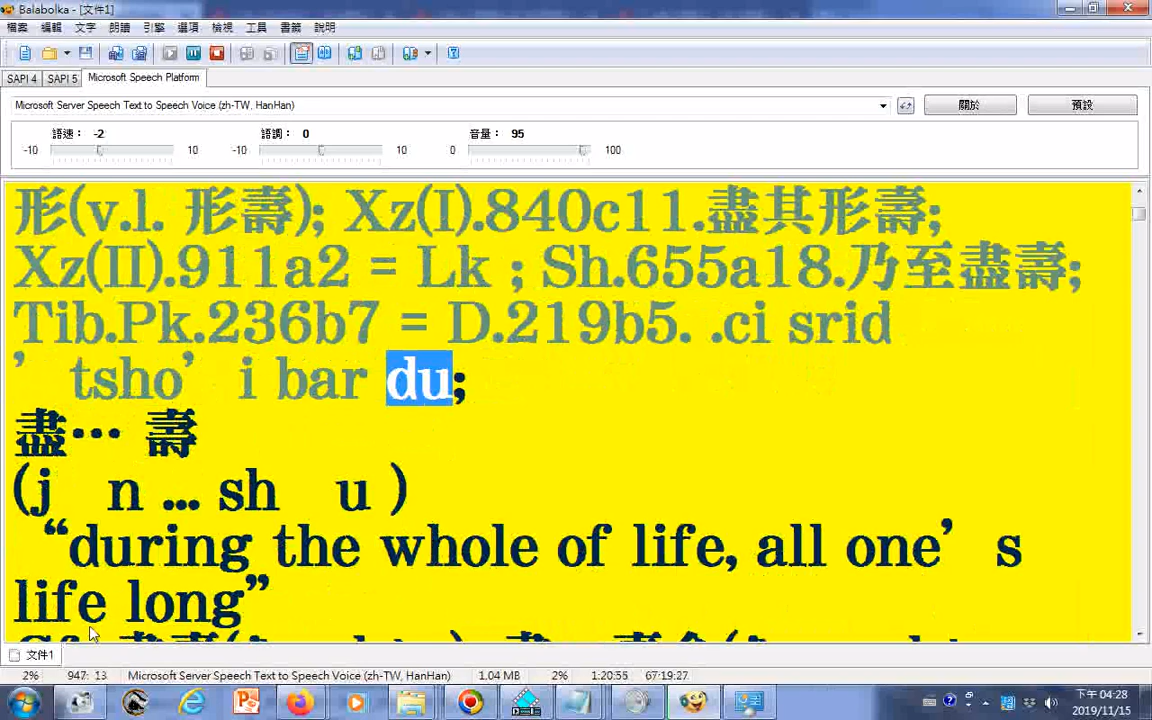 Balabolka - [文件1]
檔案 編輯 文字 朗讀 引擎 選項 檢視 工具 書籤 說明
SAPI 4 SAPI 5 Microsoft Speech Platform
Microsoft Server Speech Text to Speech Voice (zh-TW, HanHan) 關於 預設
語速: -2 語調: 0 音量: 95
-10 10 -10 10 0 100
形(v.l. 形壽); Xz(I).840c11.盡其形壽;
Xz(II).911a2 = Lk ; Sh.655a18.乃至盡壽;
Tib.Pk.236b7 = D.219b5. .ci srid
’tsho’i bar du;
盡… 壽
(j n ... sh u )
“during the whole of life, all one’s
life long”
文件1
2% 947: 13 Microsoft Server Speech Text to Speech Voice (zh-TW, HanHan) 1.04 MB 2% 1:20:55 67:19:27
下午 04:28
2019/11/15